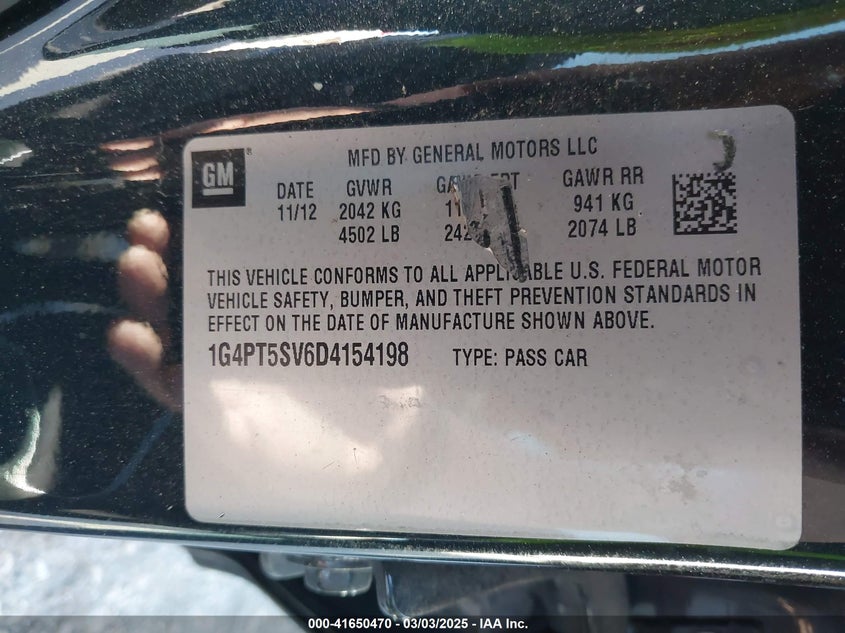 GM
MFD BY GENERAL MOTORS LLC
DATE GVWR GAWR RR
11/12 2042 KG 941 KG
4502 LB 2074 LB
THIS VEHICLE CONFORMS TO ALL APPLICABLE U.S. FEDERAL MOTOR
VEHICLE SAFETY, BUMPER, AND THEFT PREVENTION STANDARDS IN
EFFECT ON THE DATE OF MANUFACTURE SHOWN ABOVE.
1G4PT5SV6D4154198 TYPE: PASS CAR
000-41650470 — 03/03/2025 — IAA Inc.